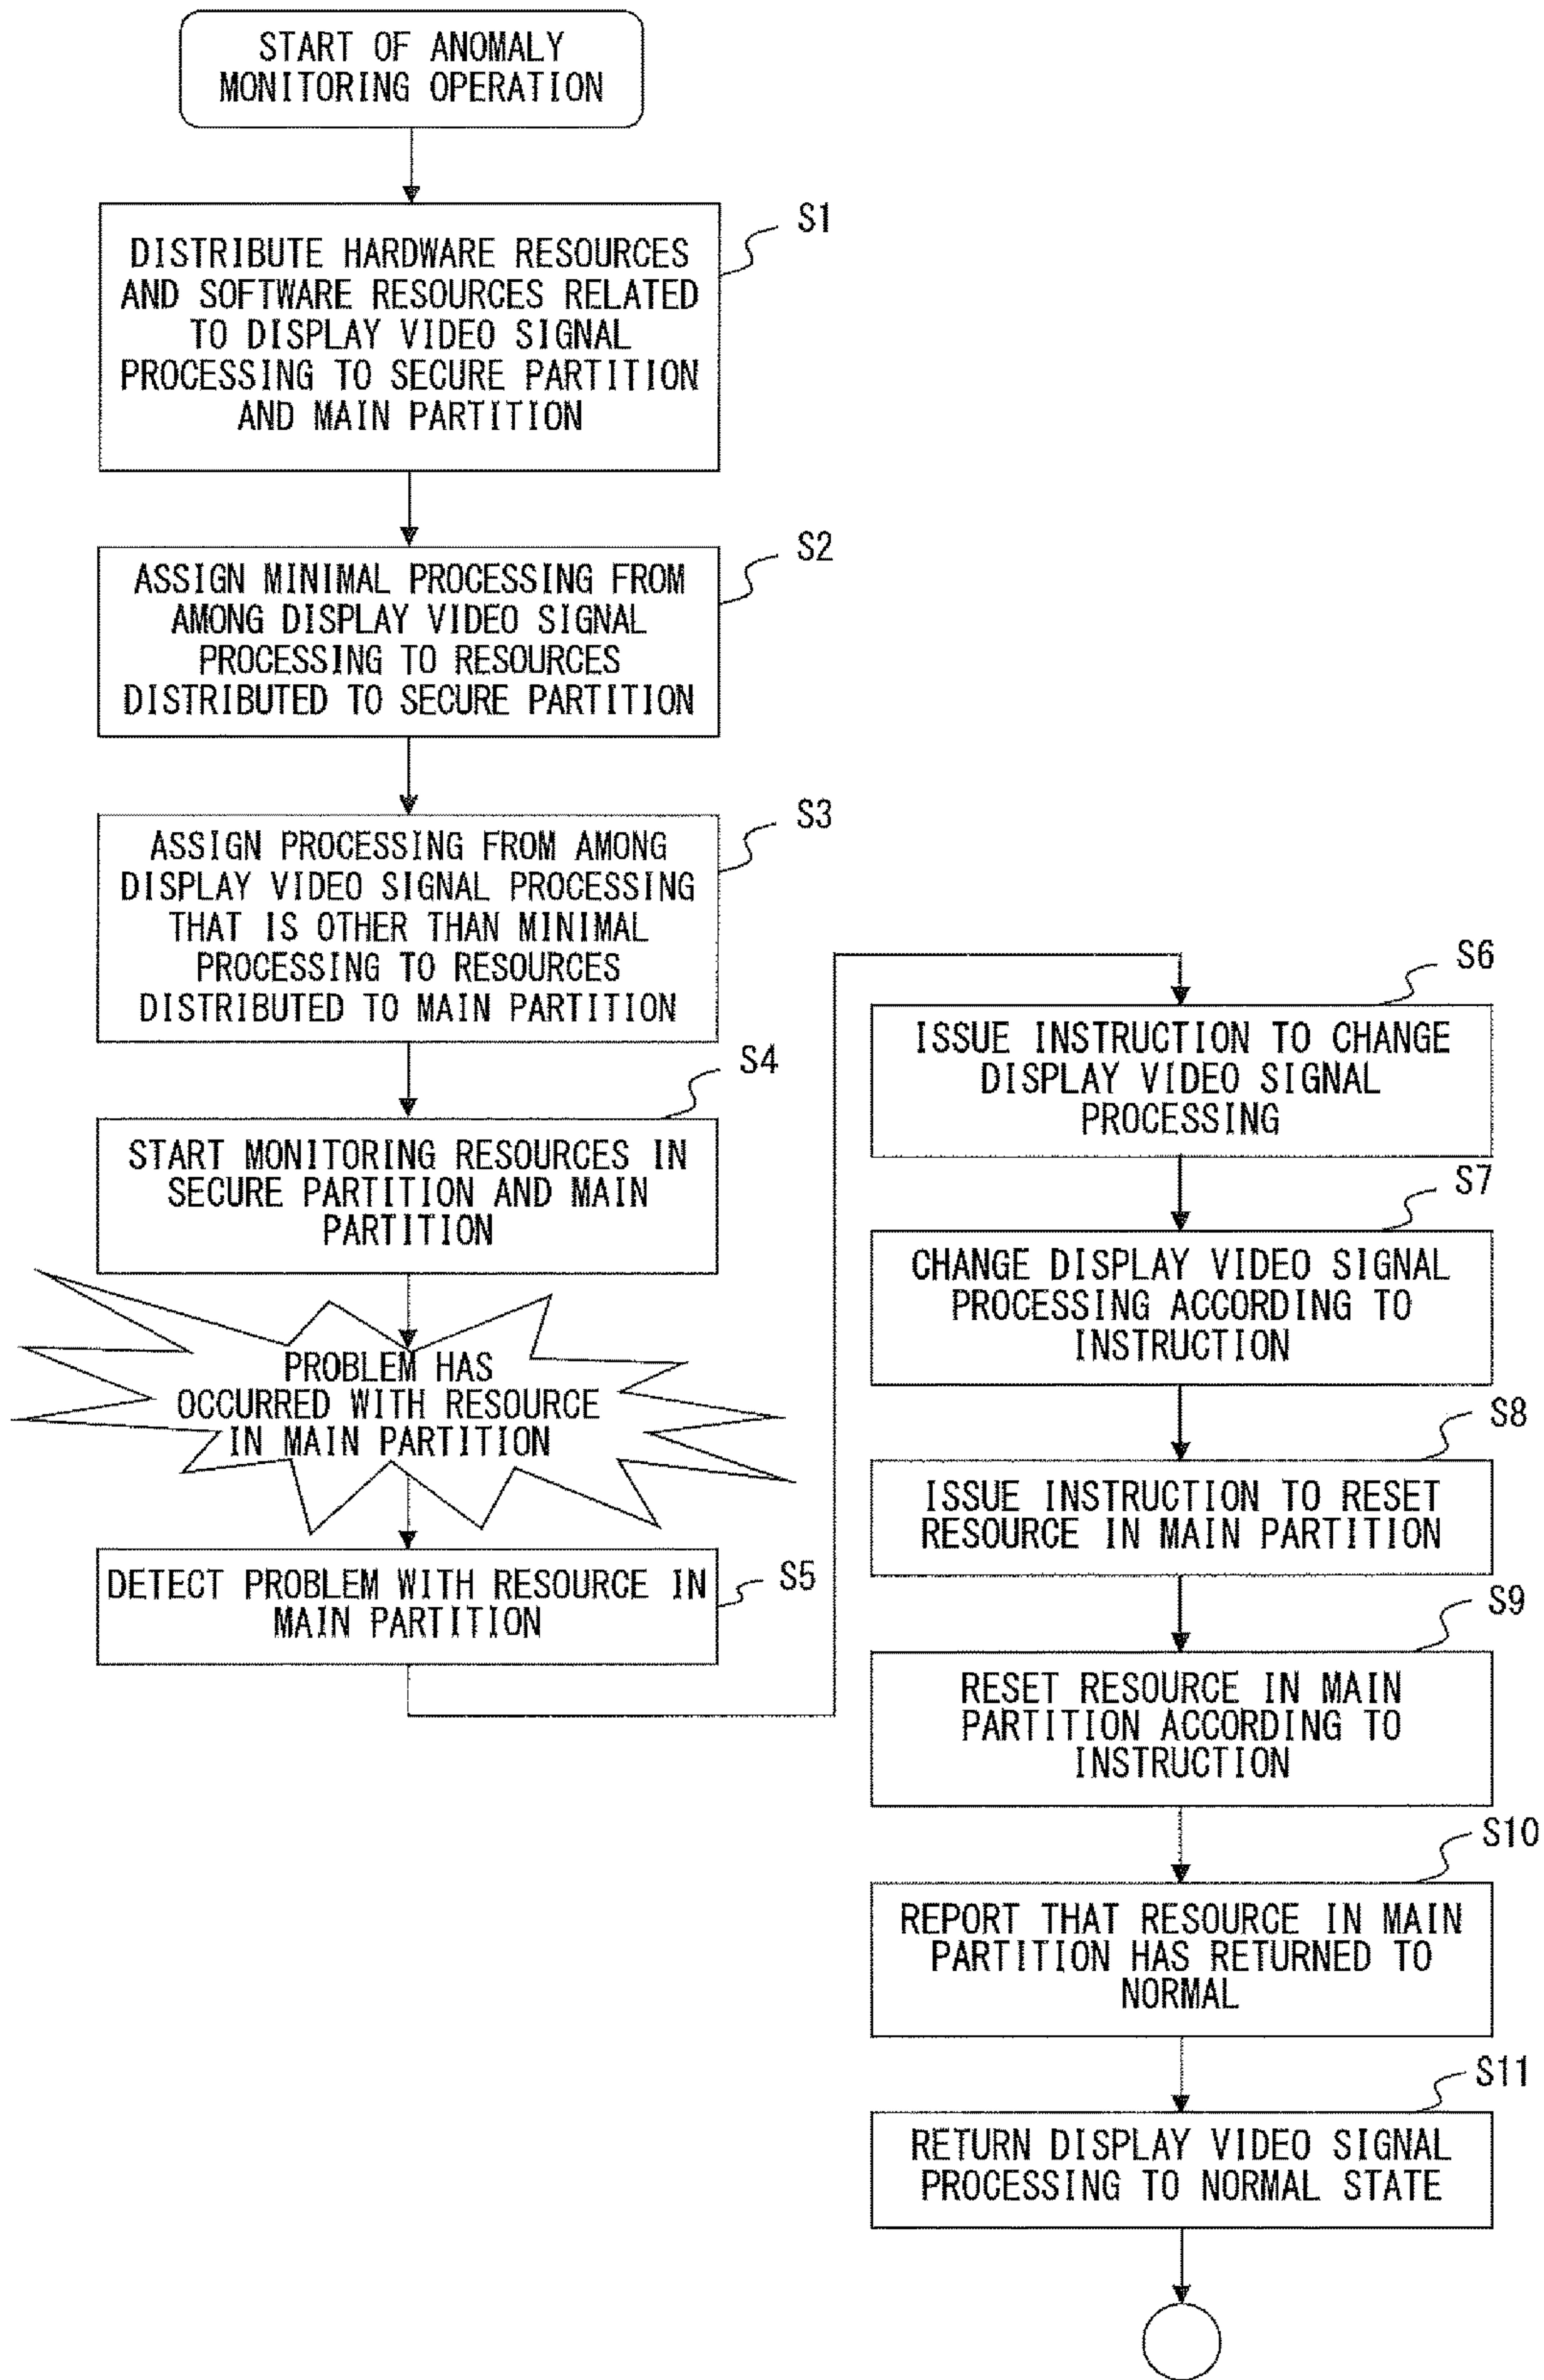 START OF ANOMALY
MONITORING OPERATION
S1
DISTRIBUTE HARDWARE RESOURCES
AND SOFTWARE RESOURCES RELATED
TO DISPLAY VIDEO SIGNAL
PROCESSING TO SECURE PARTITION
AND MAIN PARTITION
S2
ASSIGN MINIMAL PROCESSING FROM
AMONG DISPLAY VIDEO SIGNAL
PROCESSING TO RESOURCES
DISTRIBUTED TO SECURE PARTITION
S3
ASSIGN PROCESSING FROM AMONG
DISPLAY VIDEO SIGNAL PROCESSING
THAT IS OTHER THAN MINIMAL
PROCESSING TO RESOURCES
DISTRIBUTED TO MAIN PARTITION
S4
START MONITORING RESOURCES IN
SECURE PARTITION AND MAIN
PARTITION
PROBLEM HAS
OCCURRED WITH RESOURCE
IN MAIN PARTITION
S5
DETECT PROBLEM WITH RESOURCE IN
MAIN PARTITION
S6
ISSUE INSTRUCTION TO CHANGE
DISPLAY VIDEO SIGNAL
PROCESSING
S7
CHANGE DISPLAY VIDEO SIGNAL
PROCESSING ACCORDING TO
INSTRUCTION
S8
ISSUE INSTRUCTION TO RESET
RESOURCE IN MAIN PARTITION
S9
RESET RESOURCE IN MAIN
PARTITION ACCORDING TO
INSTRUCTION
S10
REPORT THAT RESOURCE IN MAIN
PARTITION HAS RETURNED TO
NORMAL
S11
RETURN DISPLAY VIDEO SIGNAL
PROCESSING TO NORMAL STATE